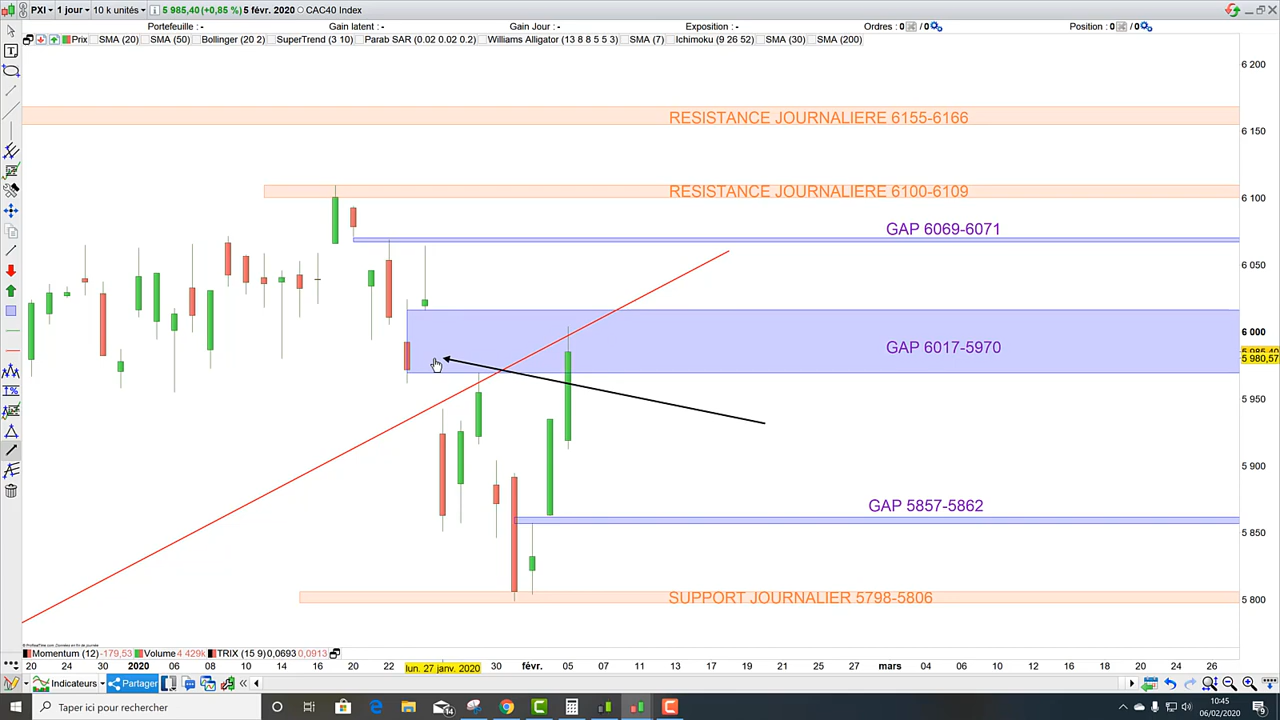 PXI 1 jour 10 k unités 5 985,40 (+0,85 %) 5 févr. 2020 CAC40 Index
Portefeuille : - Gain latent : - Gain Jour : - Exposition : - Ordres : 0 /0 Position : 0 /0
Prix SMA (20) SMA (50) Bollinger (20 2) SuperTrend (3 10) Parab SAR (0.02 0.02 0.2) Williams Alligator (13 8 8 5 5 3) SMA (7) Ichimoku (9 26 52) SMA (30) SMA (200)
6 200
RESISTANCE JOURNALIERE 6155-6166
6 150
RESISTANCE JOURNALIERE 6100-6109
6 100
GAP 6069-6071
6 050
6 000
GAP 6017-5970
5 980,57
5 950
5 900
GAP 5857-5862
5 850
SUPPORT JOURNALIER 5798-5806
5 800
Momentum (12) -179,53 Volume 4 429k TRIX (15 9) 0,0693 0,0913
20 24 27 30 2020 06 08 10 14 16 20 22 lun. 27 janv. 2020 30 févr. 05 07 11 13 17 19 21 25 27 mars 04 06 10 12 16 18 20 24 26
Indicateurs Partager
Taper ici pour rechercher
14
10:45
06/02/2020
9